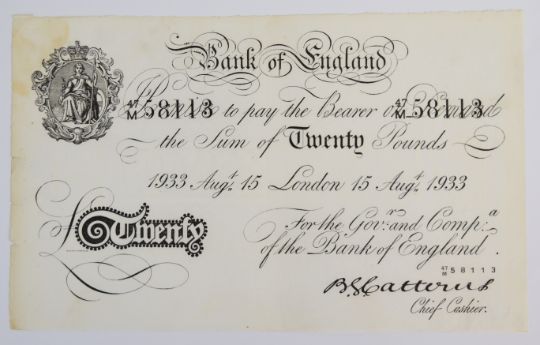 Bank of England
47/M 58113 Promise to pay the Bearer on Demand 47/M 58113
the Sum of Twenty Pounds
1933 Augt. 15 London 15 Augt. 1933
For the Govr. and Compa.
£ Twenty
of the Bank of England.
47/M 58113
B.G. Catterns
Chief Cashier.